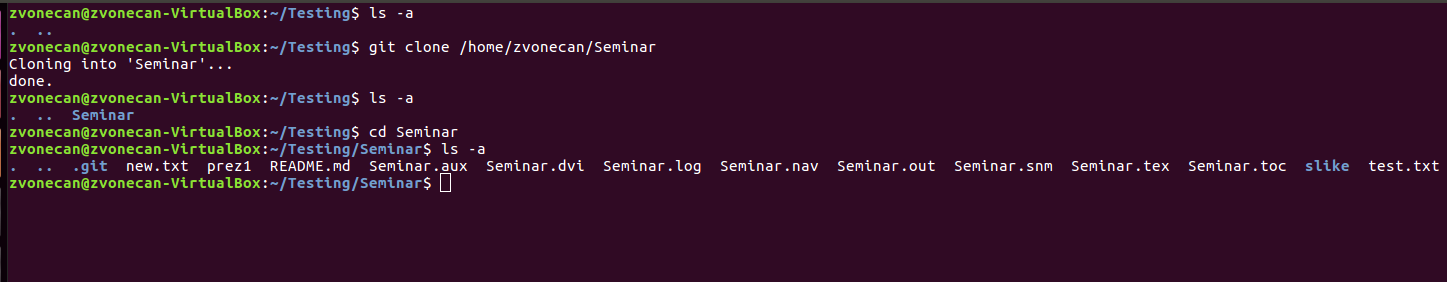 zvonecan@zvonecan-VirtualBox:~/Testing$ ls -a
.  ..
zvonecan@zvonecan-VirtualBox:~/Testing$ git clone /home/zvonecan/Seminar
Cloning into 'Seminar'...
done.
zvonecan@zvonecan-VirtualBox:~/Testing$ ls -a
.  ..  Seminar
zvonecan@zvonecan-VirtualBox:~/Testing$ cd Seminar
zvonecan@zvonecan-VirtualBox:~/Testing/Seminar$ ls -a
.  ..  .git  new.txt  prez1  README.md  Seminar.aux  Seminar.dvi  Seminar.log  Seminar.nav  Seminar.out  Seminar.snm  Seminar.tex  Seminar.toc  slike  test.txt
zvonecan@zvonecan-VirtualBox:~/Testing/Seminar$